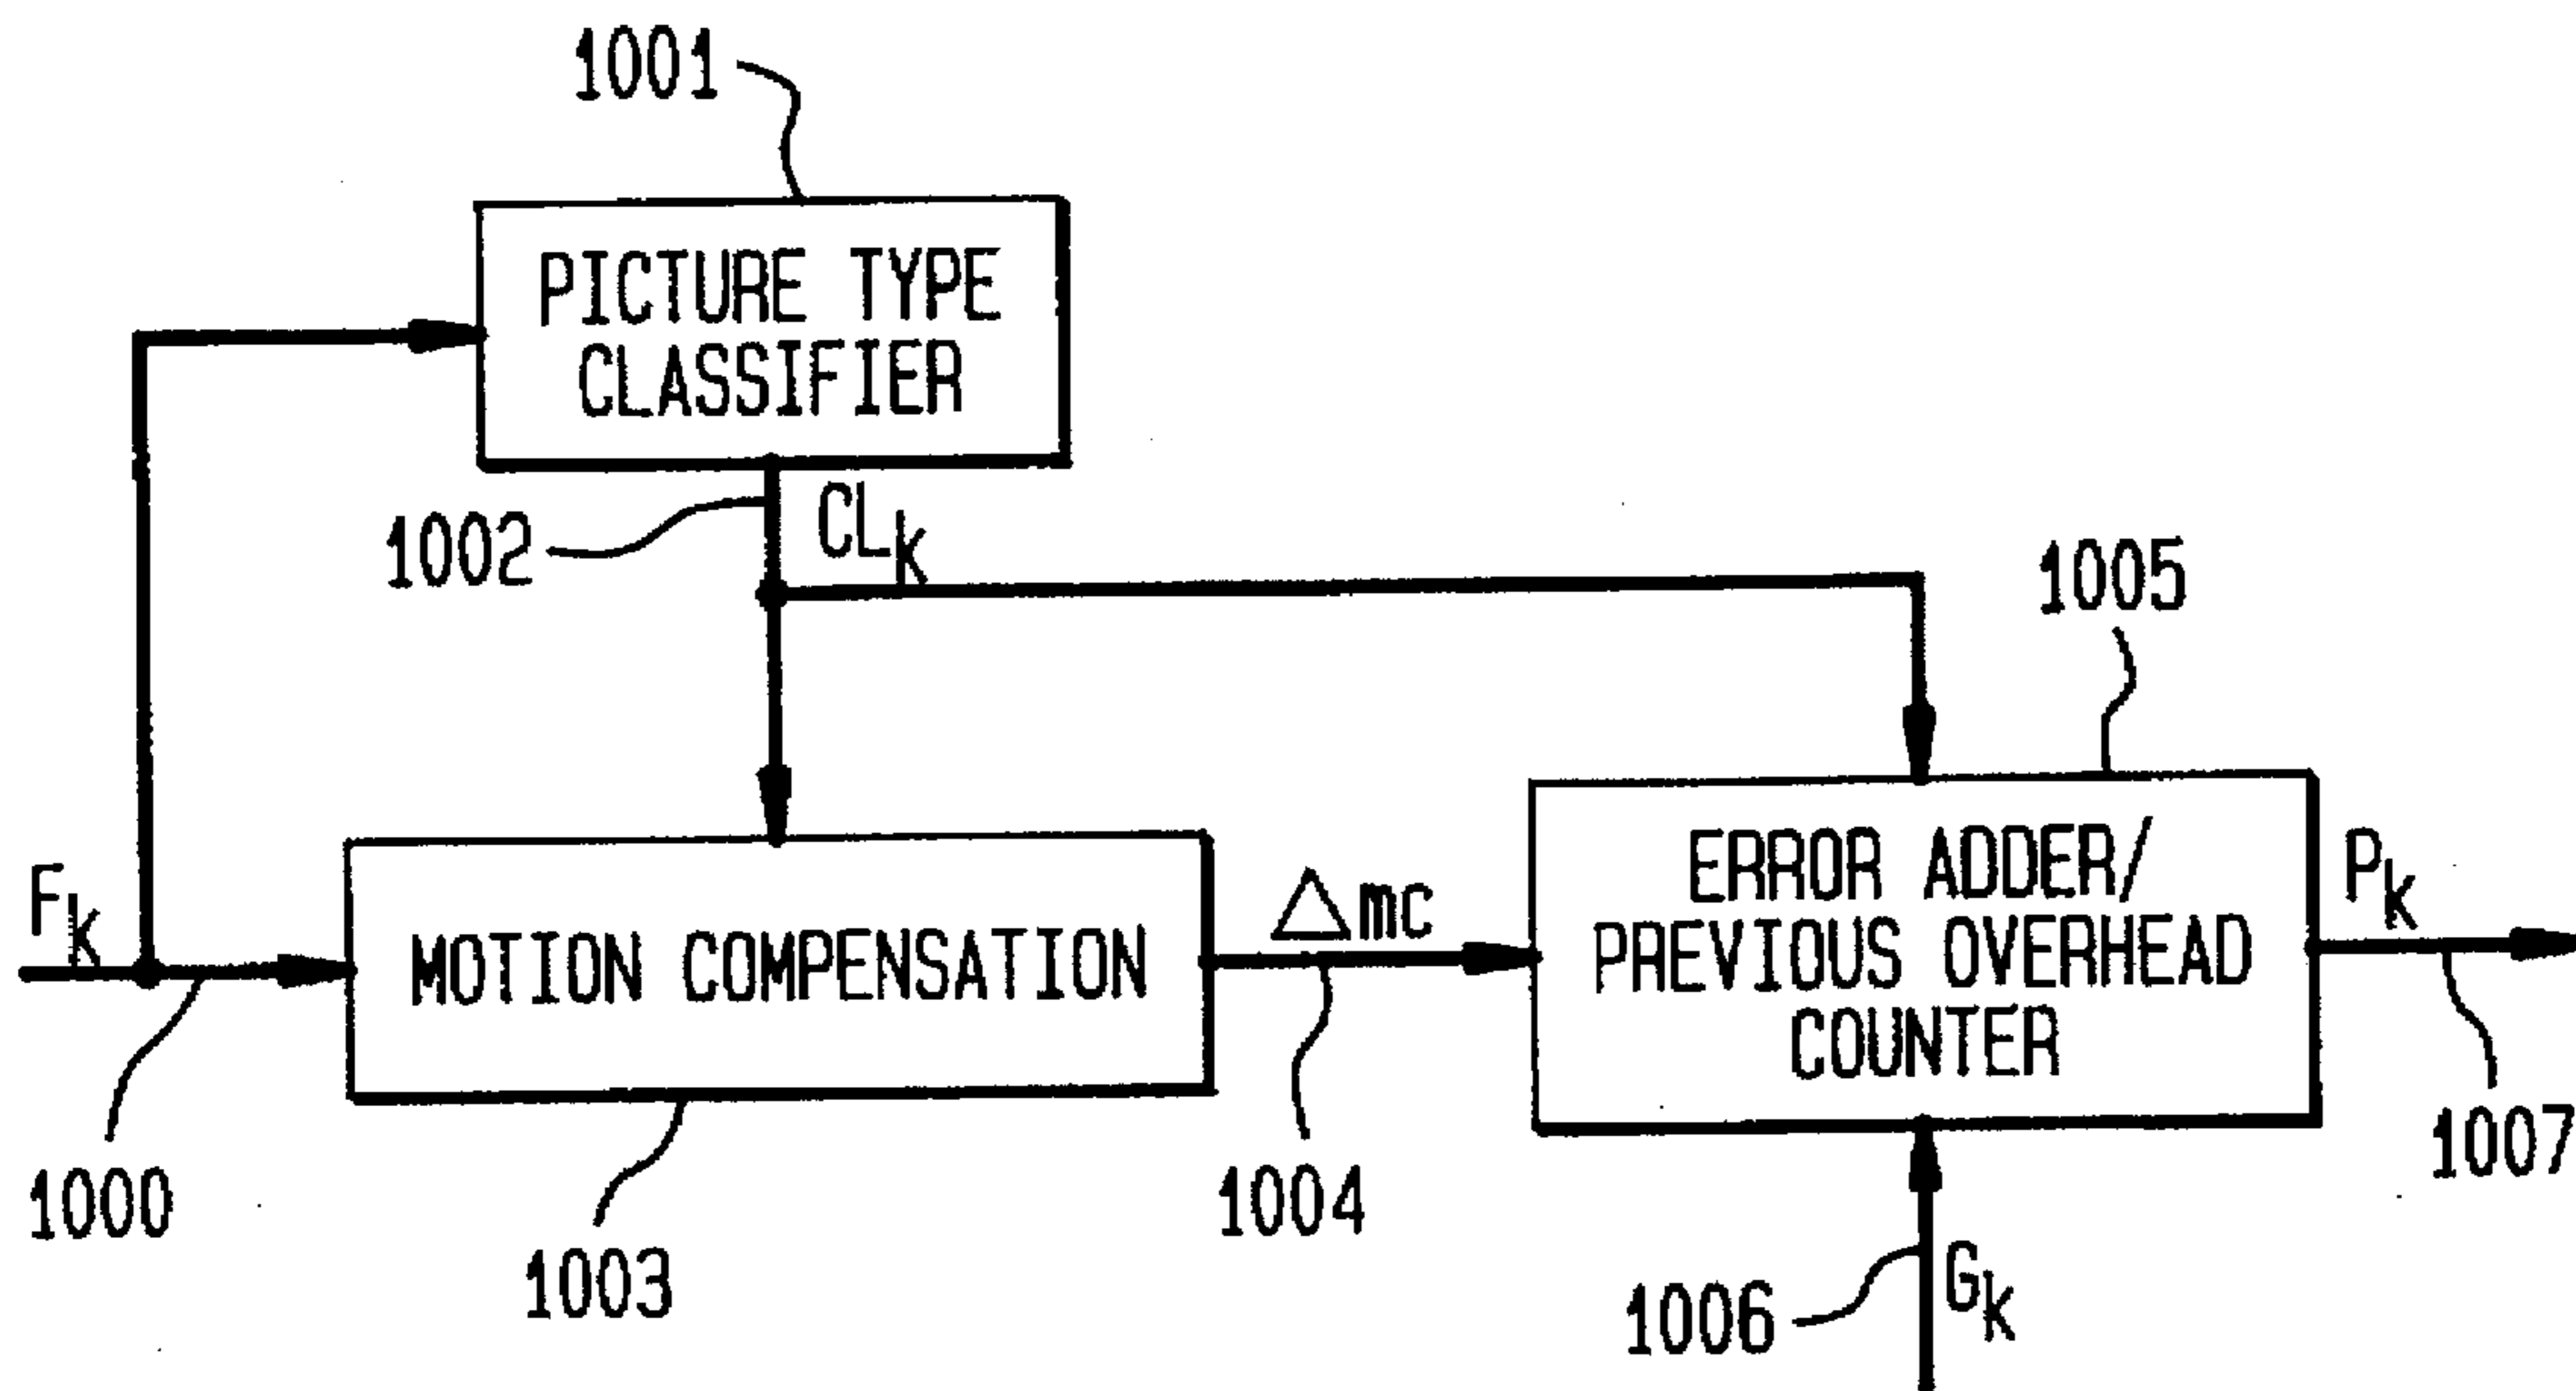 1001
PICTURE TYPE
CLASSIFIER
1002
CLk
1005
Fk
MOTION COMPENSATION
△mc
ERROR ADDER/
PREVIOUS OVERHEAD
COUNTER
Pk
1000
1003
1004
1006
Gk
1007